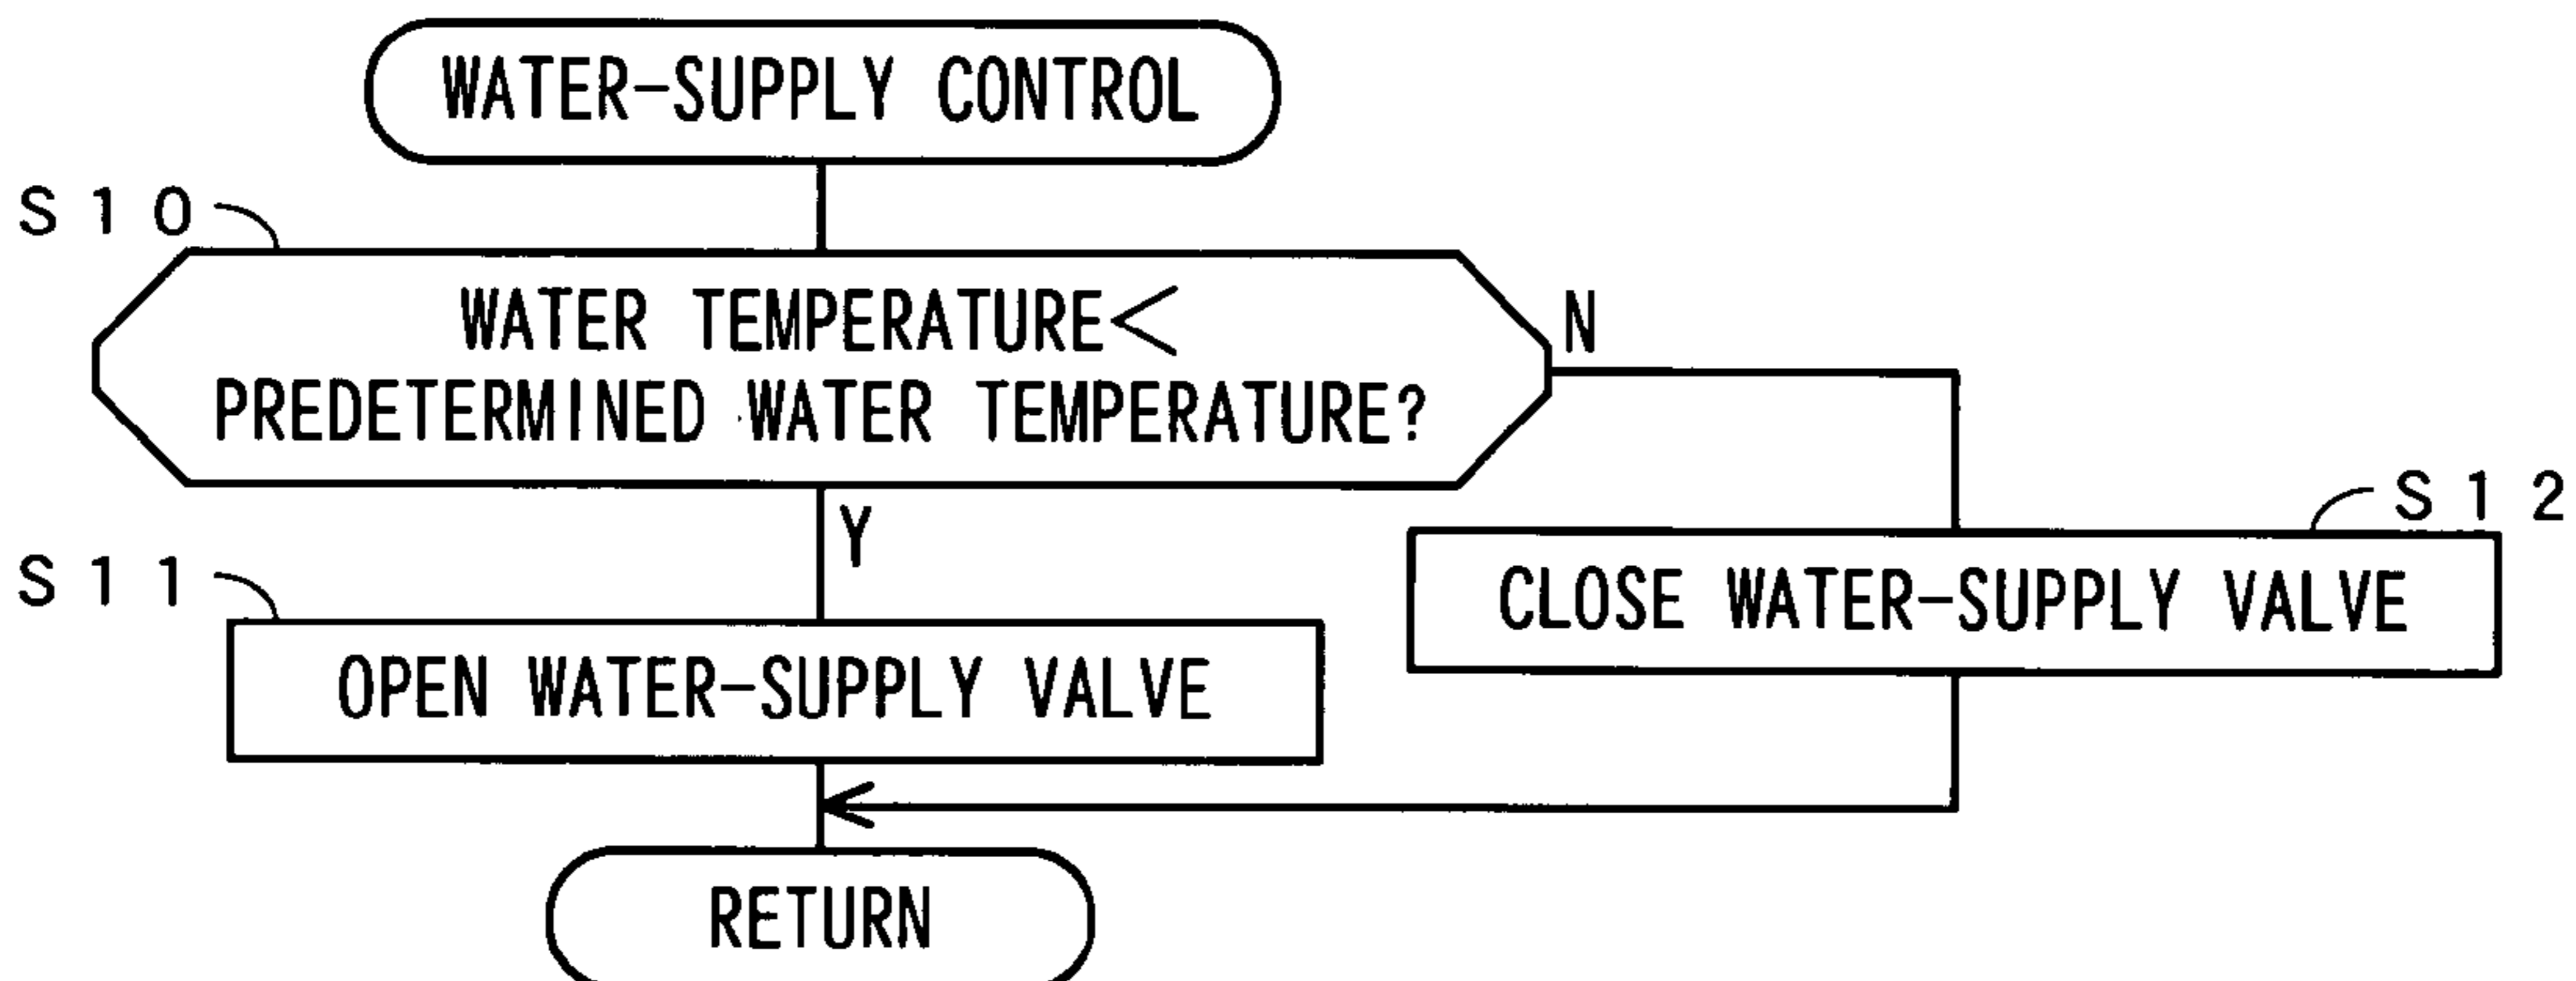 WATER-SUPPLY CONTROL
S10
WATER TEMPERATURE<
PREDETERMINED WATER TEMPERATURE?
N
Y
S12
CLOSE WATER-SUPPLY VALVE
S11
OPEN WATER-SUPPLY VALVE
RETURN